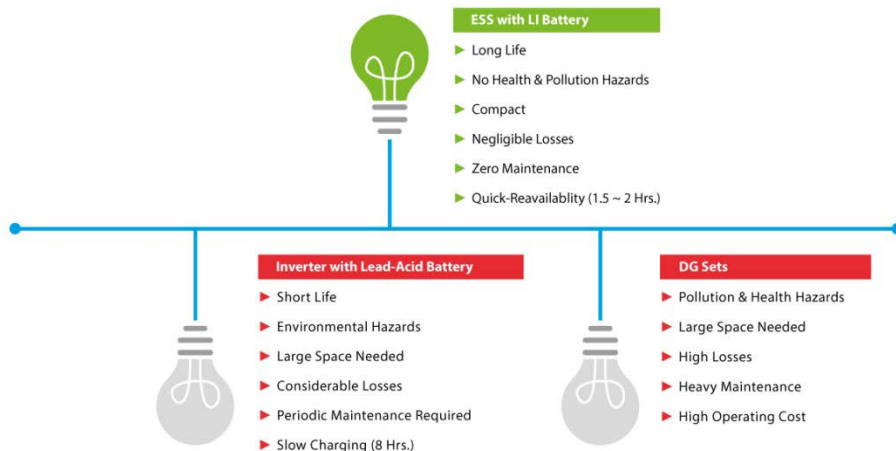 ESS with LI Battery
Long Life
No Health & Pollution Hazards
Compact
Negligible Losses
Zero Maintenance
Quick-Reavailablity (1.5 ~ 2 Hrs.)
Inverter with Lead-Acid Battery
Short Life
Environmental Hazards
Large Space Needed
Considerable Losses
Periodic Maintenance Required
Slow Charging (8 Hrs.)
DG Sets
Pollution & Health Hazards
Large Space Needed
High Losses
Heavy Maintenance
High Operating Cost